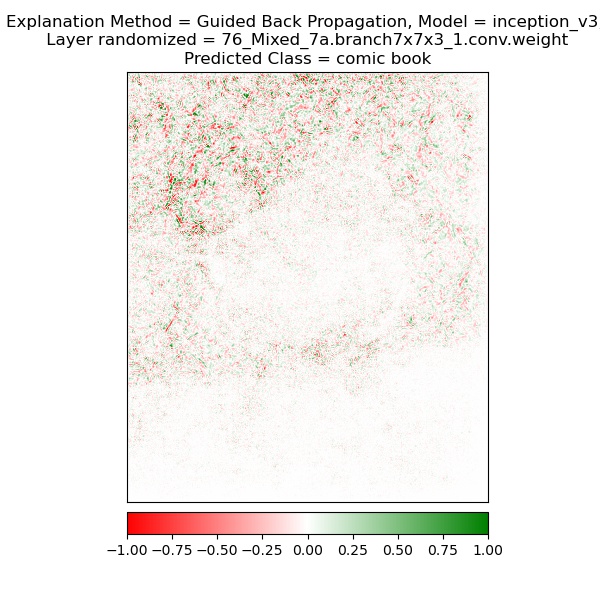 Explanation Method = Guided Back Propagation, Model = inception_v3
Layer randomized = 76_Mixed_7a.branch7x7x3_1.conv.weight
Predicted Class = comic book
−1.00 −0.75 −0.50 −0.25 0.00 0.25 0.50 0.75 1.00